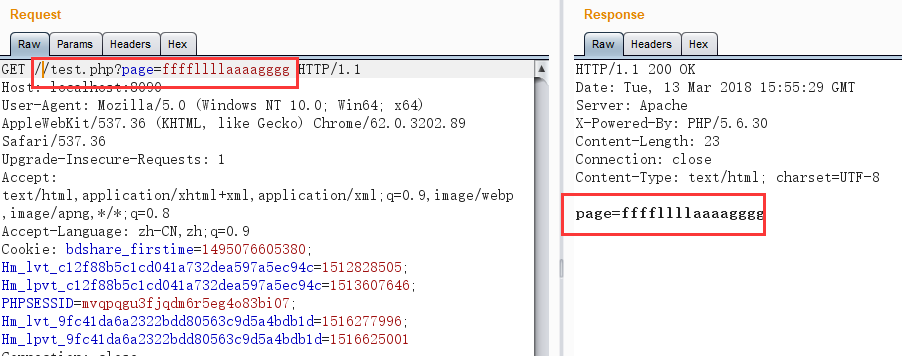 Request
Raw
Params
Headers
Hex
GET //test.php?page=ffffllllaaaagggg HTTP/1.1
Host: localhost:8090
User-Agent: Mozilla/5.0 (Windows NT 10.0; Win64; x64)
AppleWebKit/537.36 (KHTML, like Gecko) Chrome/62.0.3202.89
Safari/537.36
Upgrade-Insecure-Requests: 1
Accept:
text/html,application/xhtml+xml,application/xml;q=0.9,image/webp
,image/apng,*/*;q=0.8
Accept-Language: zh-CN,zh;q=0.9
Cookie: bdshare_firstime=1495076605380;
Hm_lvt_c12f88b5c1cd041a732dea597a5ec94c=1512828505;
Hm_lpvt_c12f88b5c1cd041a732dea597a5ec94c=1513607646;
PHPSESSID=mvqpqgu3fjqdm6r5eg4o83bi07;
Hm_lvt_9fc41da6a2322bdd80563c9d5a4bdb1d=1516277996;
Hm_lpvt_9fc41da6a2322bdd80563c9d5a4bdb1d=1516625001
Connection: close
Response
Raw
Headers
Hex
HTTP/1.1 200 OK
Date: Tue, 13 Mar 2018 15:55:29 GMT
Server: Apache
X-Powered-By: PHP/5.6.30
Content-Length: 23
Connection: close
Content-Type: text/html; charset=UTF-8
page=ffffllllaaaagggg